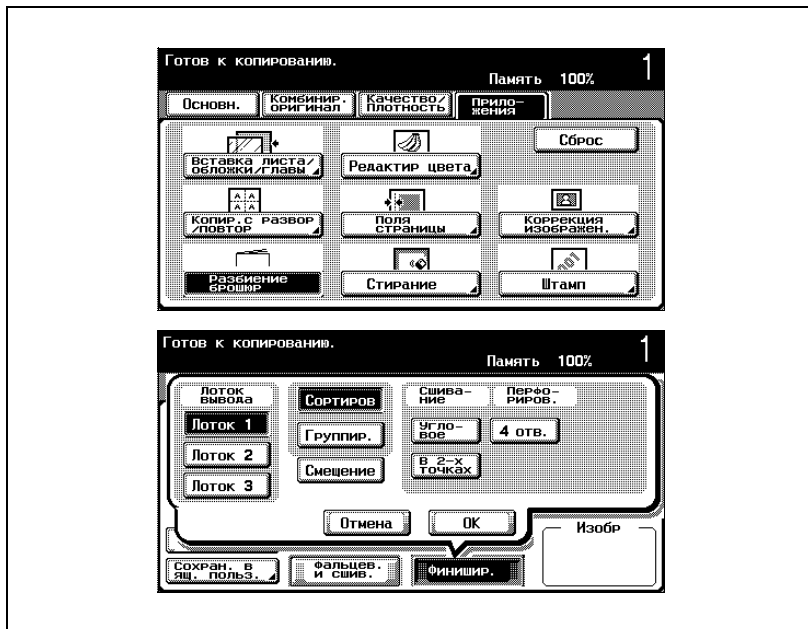 Готов к копированию.
Память 100% 1
Основн.
Комбинир.
оригинал
Качество/
плотность
Прило-
жения
Сброс
Вставка листа/
обложки/главы
Редактир цвета
Копир.с развор
/повтор
Поля
страницы
Коррекция
изображен.
Разбиение
брошюр
Стирание
Штамп
Готов к копированию.
Память 100% 1
Лоток
вывода
Лоток 1
Лоток 2
Лоток 3
Сортиров
Группир.
Смещение
Сшива-
ние
Угло-
вое
В 2-х
точках
Перфо-
риров.
4 отв.
Отмена
OK
Изобр
Сохран. в
ящ. польз.
Фальцев.
и сшив.
Финишир.